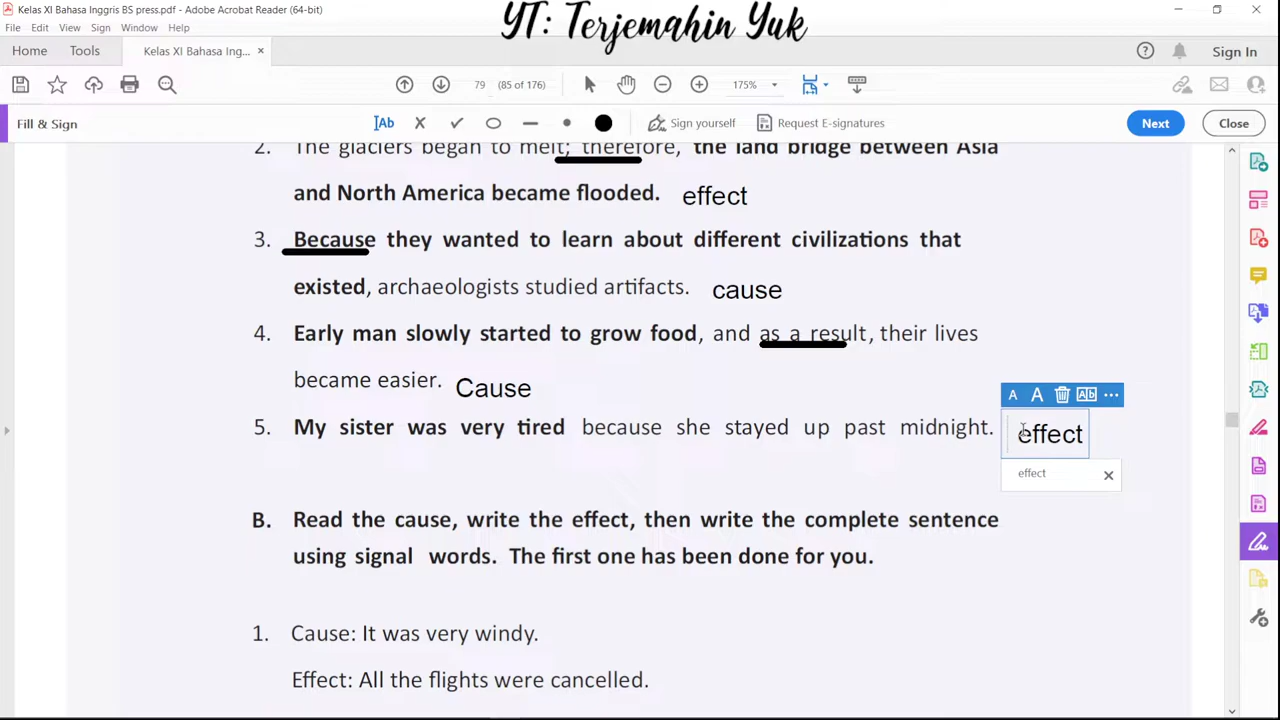 Kelas XI Bahasa Inggris BS press.pdf - Adobe Acrobat Reader (64-bit)
YT: Terjemahin Yuk
File Edit View Sign Window Help
Home Tools Kelas XI Bahasa Ing... × Sign In
79 (85 of 176) 175%
Fill & Sign Ab Sign yourself Request E-signatures Next Close
2. The glaciers began to melt; therefore, the land bridge between Asia
and North America became flooded. effect
3. Because they wanted to learn about different civilizations that
existed, archaeologists studied artifacts. cause
4. Early man slowly started to grow food, and as a result, their lives
became easier. Cause
A A Ab ...
5. My sister was very tired because she stayed up past midnight. effect
effect
B. Read the cause, write the effect, then write the complete sentence
using signal words. The first one has been done for you.
1. Cause: It was very windy.
Effect: All the flights were cancelled.